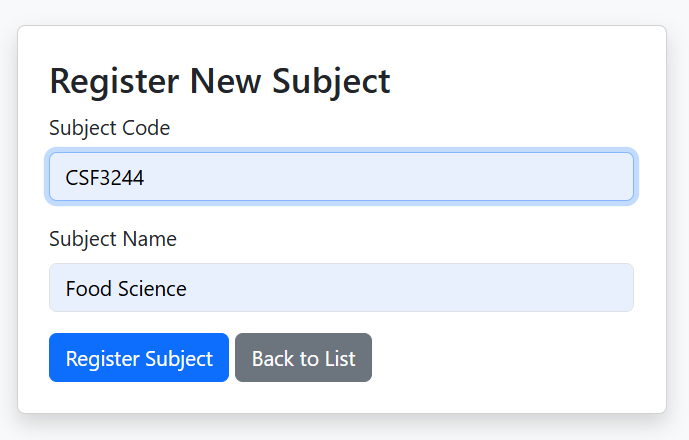 Register New Subject
Subject Code
CSF3244
Subject Name
Food Science
Register Subject Back to List